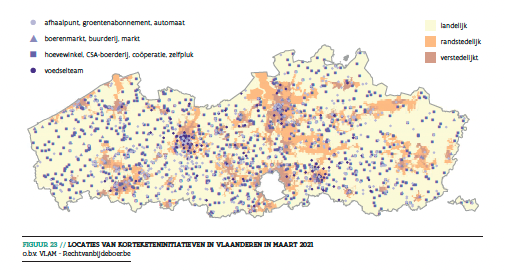 afhaalpunt, groentenabonnement, automaat
boerenmarkt, buurderij, markt
hoevewinkel, CSA-boerderij, coöperatie, zelfpluk
voedselteam
landelijk
randstedelijk
verstedelijkt
FIGUUR 23 // LOCATIES VAN KORTEKETENINITIATIEVEN IN VLAANDEREN IN MAART 2021
o.b.v. VLAM - Rechtvanbijdeboer.be